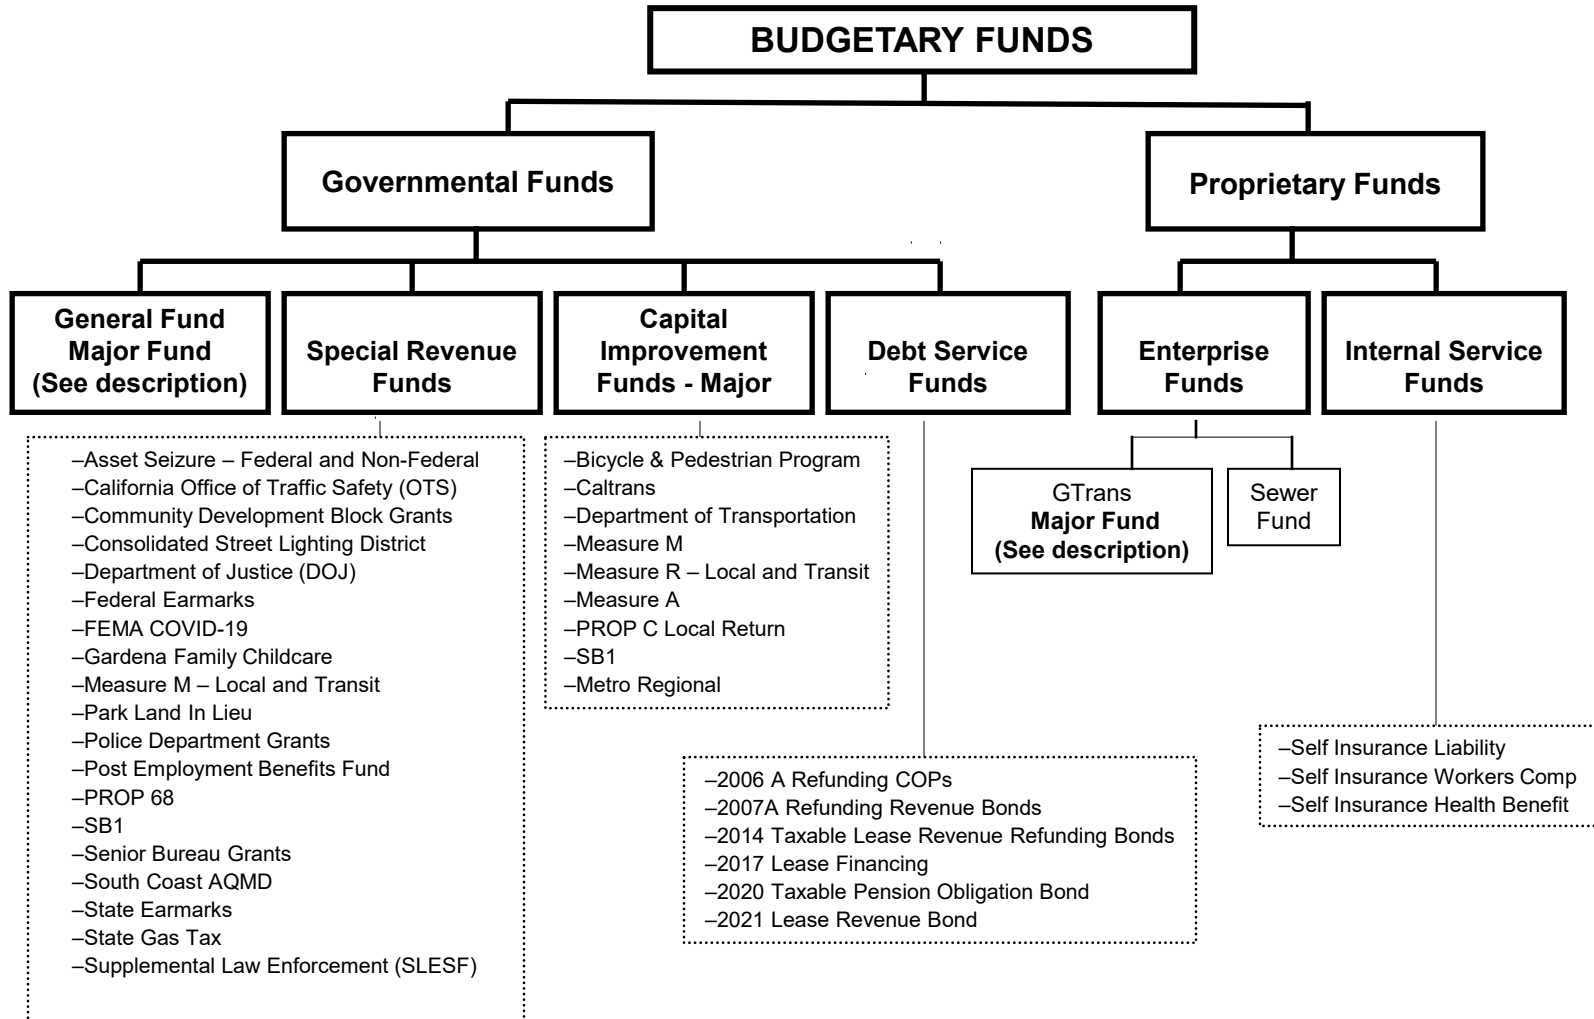 BUDGETARY FUNDS
Governmental Funds
Proprietary Funds
General Fund
Major Fund
(See description)
Special Revenue
Funds
Capital
Improvement
Funds - Major
Debt Service
Funds
Enterprise
Funds
Internal Service
Funds
–Asset Seizure – Federal and Non-Federal
–California Office of Traffic Safety (OTS)
–Community Development Block Grants
–Consolidated Street Lighting District
–Department of Justice (DOJ)
–Federal Earmarks
–FEMA COVID-19
–Gardena Family Childcare
–Measure M – Local and Transit
–Park Land In Lieu
–Police Department Grants
–Post Employment Benefits Fund
–PROP 68
–SB1
–Senior Bureau Grants
–South Coast AQMD
–State Earmarks
–State Gas Tax
–Supplemental Law Enforcement (SLESF)
–Bicycle & Pedestrian Program
–Caltrans
–Department of Transportation
–Measure M
–Measure R – Local and Transit
–Measure A
–PROP C Local Return
–SB1
–Metro Regional
–2006 A Refunding COPs
–2007A Refunding Revenue Bonds
–2014 Taxable Lease Revenue Refunding Bonds
–2017 Lease Financing
–2020 Taxable Pension Obligation Bond
–2021 Lease Revenue Bond
GTrans
Major Fund
(See description)
Sewer
Fund
–Self Insurance Liability
–Self Insurance Workers Comp
–Self Insurance Health Benefit